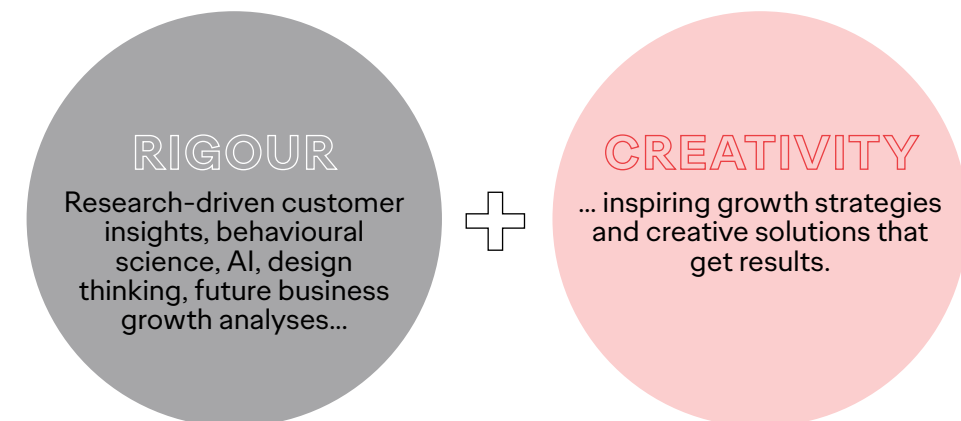 RIGOUR
Research-driven customer
insights, behavioural
science, AI, design
thinking, future business
growth analyses...
+
CREATIVITY
... inspiring growth strategies
and creative solutions that
get results.